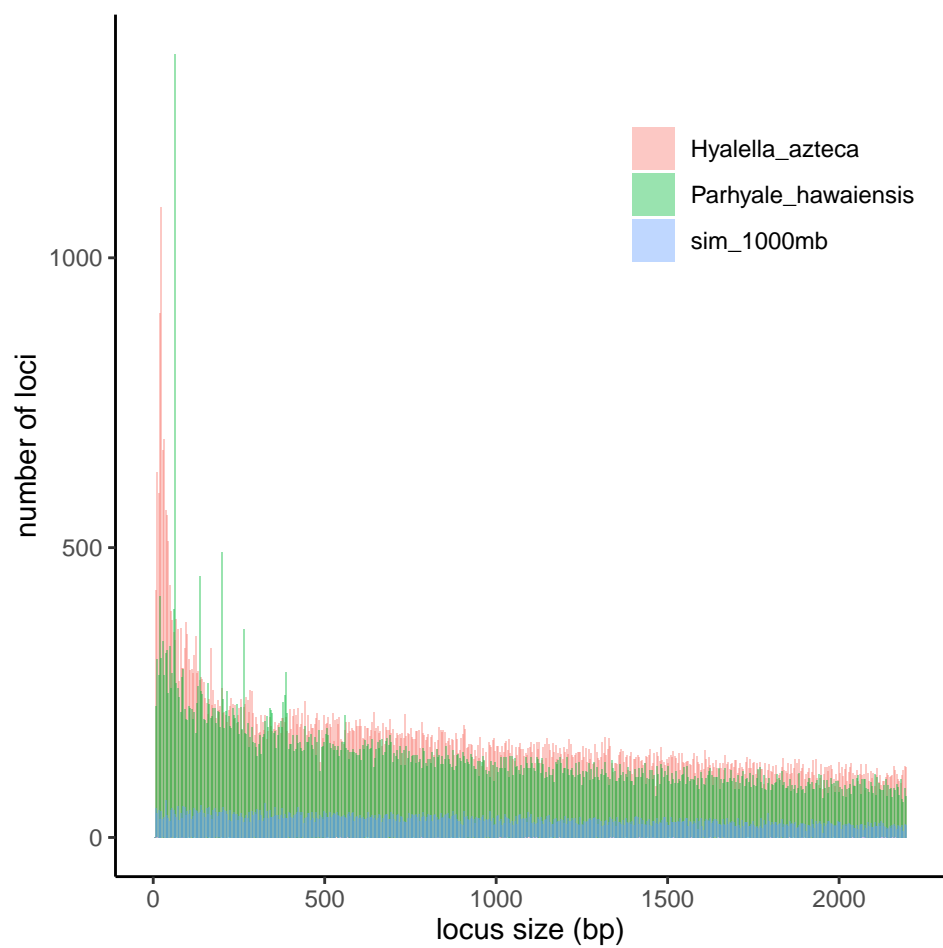 Hyalella_azteca
Parhyale_hawaiensis
sim_1000mb
1000
500
0
number of loci
0
500
1000
1500
2000
locus size (bp)